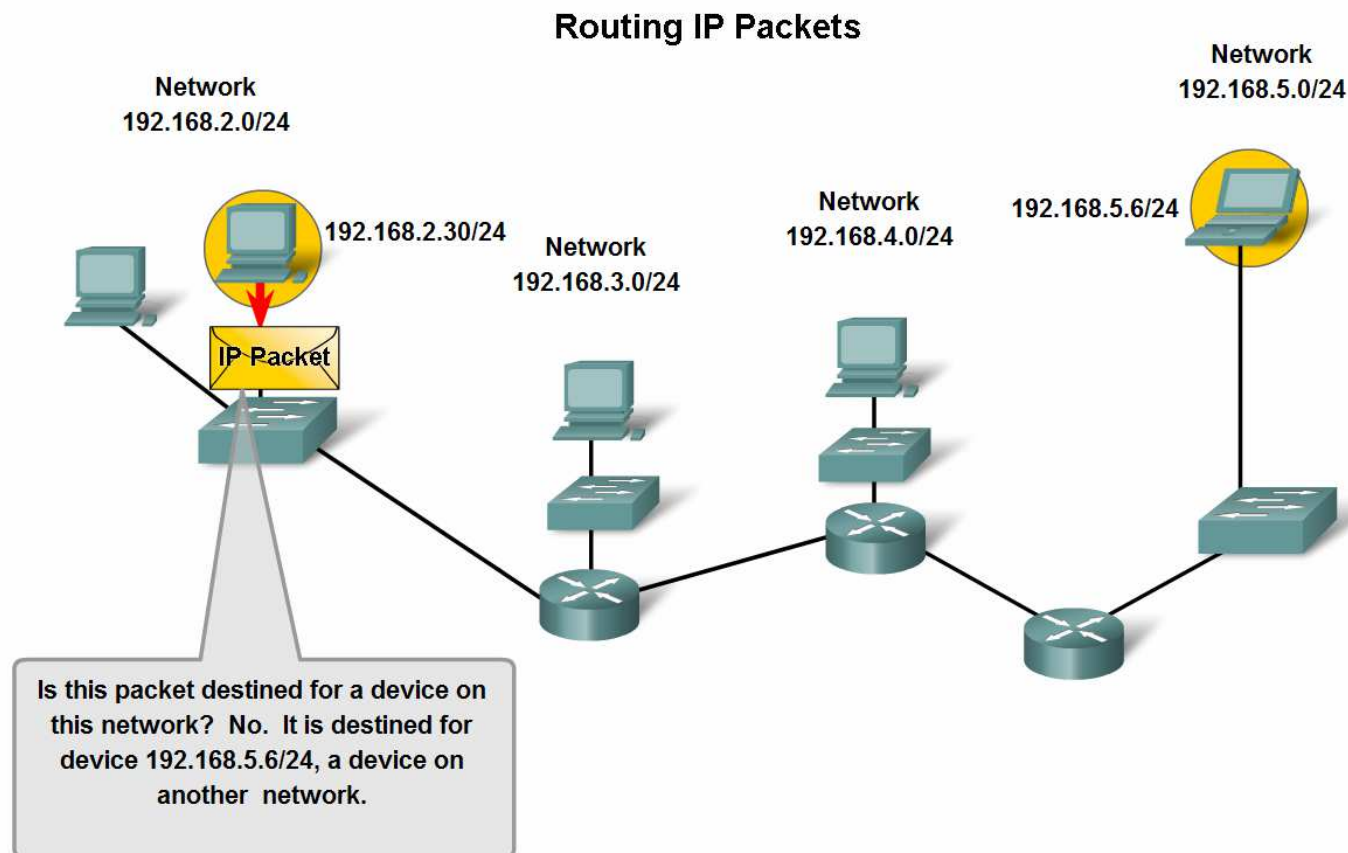 Routing IP Packets
Network
192.168.2.0/24
Network
192.168.5.0/24
192.168.2.30/24
Network
192.168.3.0/24
Network
192.168.4.0/24
192.168.5.6/24
IP Packet
Is this packet destined for a device on
this network? No. It is destined for
device 192.168.5.6/24, a device on
another network.